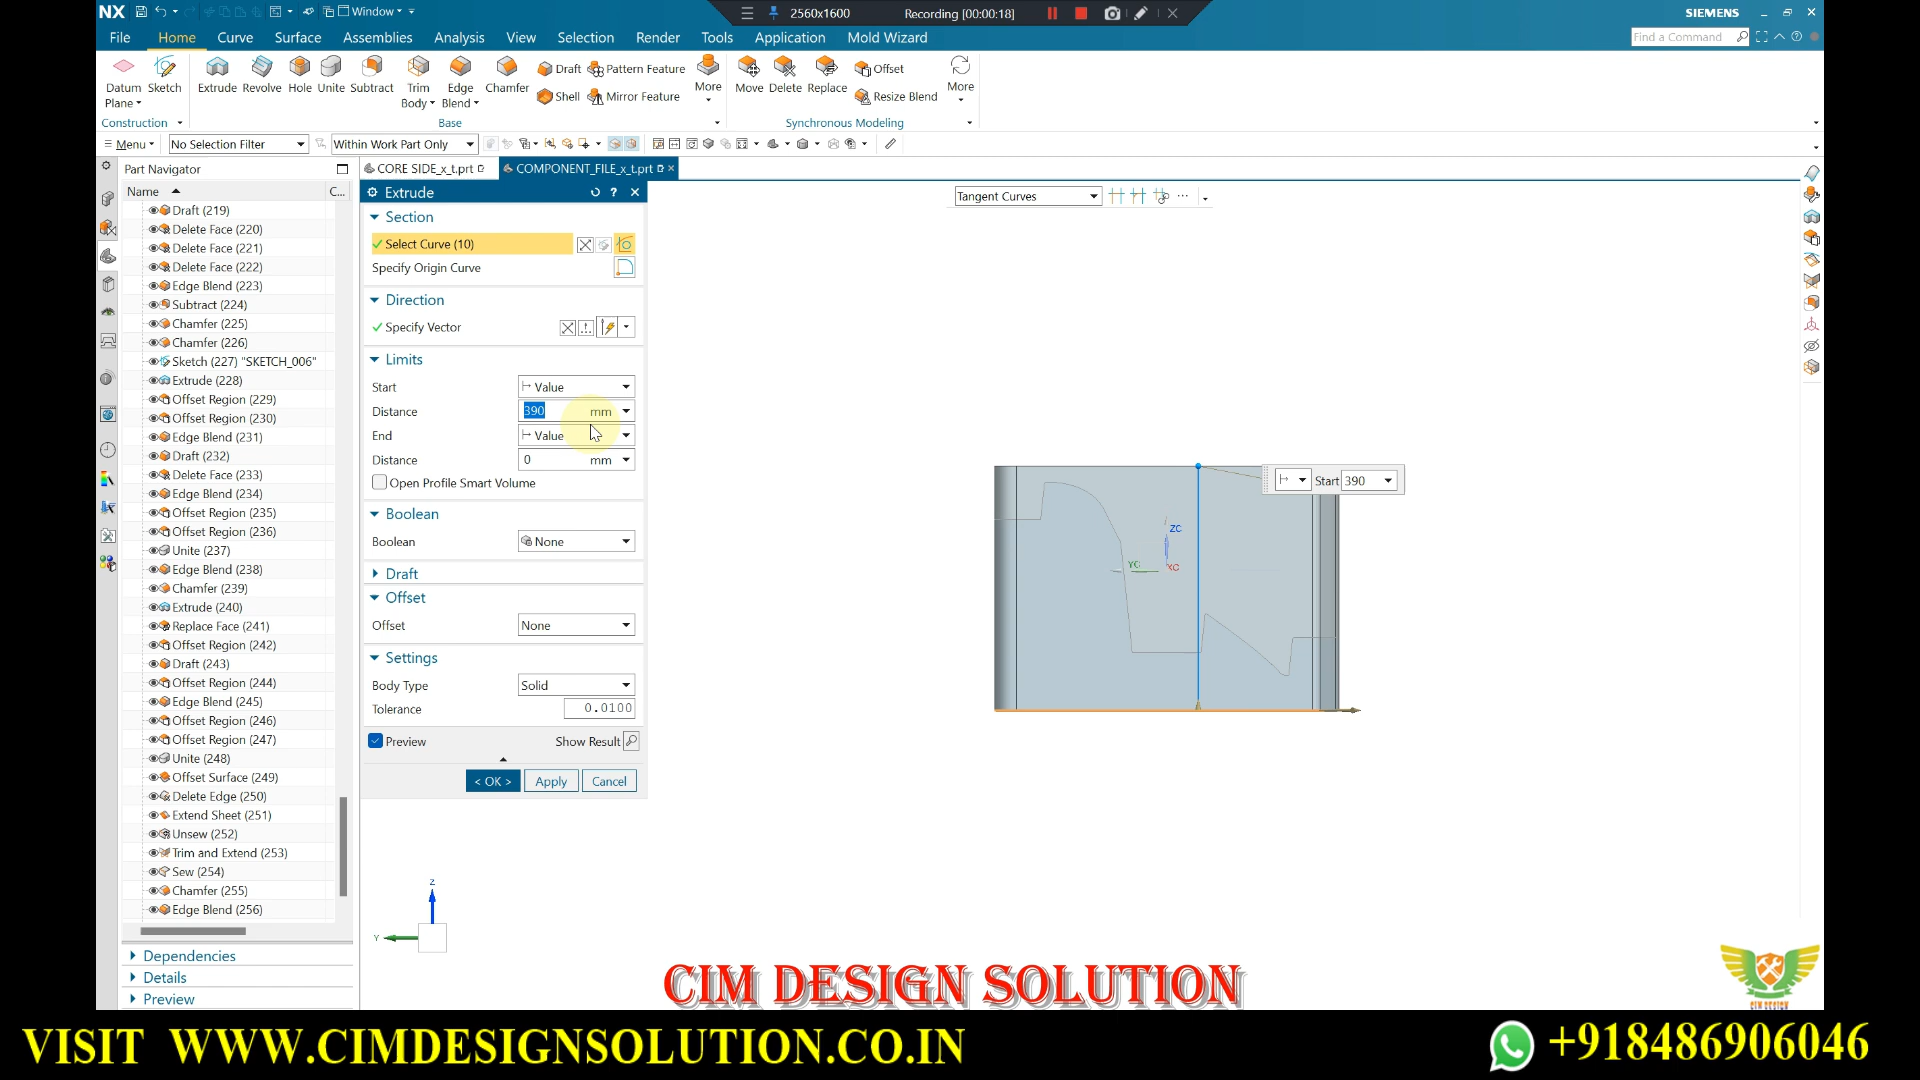 NX
Window
2560x1600
Recording [00:00:18]
SIEMENS
File
Home
Curve
Surface
Assemblies
Analysis
View
Selection
Render
Tools
Application
Mold Wizard
Find a Command
Datum Plane
Sketch
Extrude
Revolve
Hole
Unite
Subtract
Trim Body
Edge Blend
Chamfer
Draft
Pattern Feature
Shell
Mirror Feature
More
Move
Delete
Replace
Offset
Resize Blend
More
Construction
Base
Synchronous Modeling
Menu
No Selection Filter
Within Work Part Only
Part Navigator
CORE SIDE_x_t.prt
COMPONENT_FILE_x_t.prt
Name
C...
Draft (219)
Delete Face (220)
Delete Face (221)
Delete Face (222)
Edge Blend (223)
Subtract (224)
Chamfer (225)
Chamfer (226)
Sketch (227) "SKETCH_006"
Extrude (228)
Offset Region (229)
Offset Region (230)
Edge Blend (231)
Draft (232)
Delete Face (233)
Edge Blend (234)
Offset Region (235)
Offset Region (236)
Unite (237)
Edge Blend (238)
Chamfer (239)
Extrude (240)
Replace Face (241)
Offset Region (242)
Draft (243)
Offset Region (244)
Edge Blend (245)
Offset Region (246)
Offset Region (247)
Unite (248)
Offset Surface (249)
Delete Edge (250)
Extend Sheet (251)
Unsew (252)
Trim and Extend (253)
Sew (254)
Chamfer (255)
Edge Blend (256)
Dependencies
Details
Preview
Extrude
Section
Select Curve (10)
Specify Origin Curve
Direction
Specify Vector
Limits
Start Value
Distance 390 mm
End Value
Distance 0 mm
Open Profile Smart Volume
Boolean
Boolean None
Draft
Offset
Offset None
Settings
Body Type Solid
Tolerance 0.0100
Preview Show Result
< OK > Apply Cancel
Tangent Curves
Start 390
ZC
YC
XC
Z
Y
CIM DESIGN SOLUTION
CIM DESIGN
VISIT WWW.CIMDESIGNSOLUTION.CO.IN
+918486906046